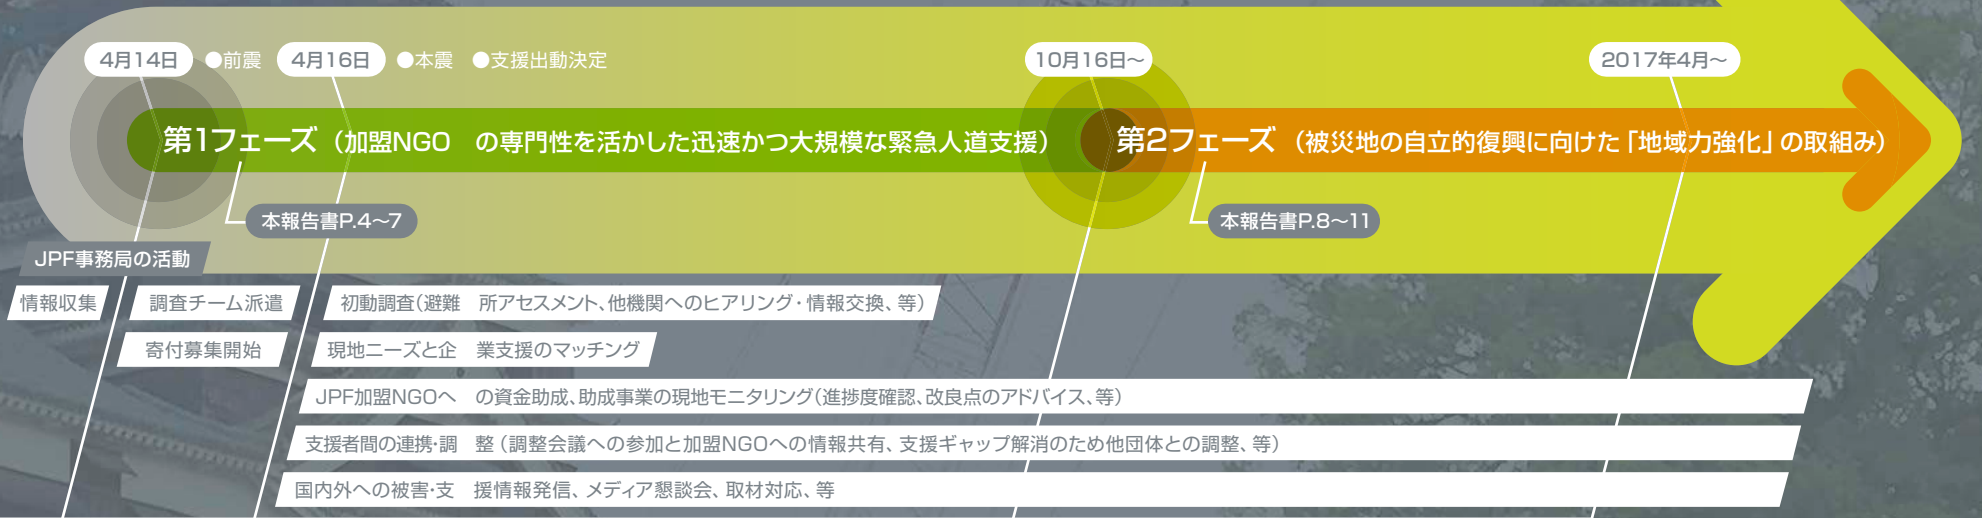 4月14日 ●前震 4月16日 ●本震 ●支援出動決定 10月16日〜 2017年4月〜
第1フェーズ（加盟NGO の専門性を活かした迅速かつ大規模な緊急人道支援） 第2フェーズ（被災地の自立的復興に向けた「地域力強化」の取組み）
本報告書P.4〜7 本報告書P.8〜11
JPF事務局の活動
情報収集 調査チーム派遣 初動調査（避難 所アセスメント、他機関へのヒアリング・情報交換、等）
寄付募集開始 現地ニーズと企 業支援のマッチング
JPF加盟NGOへ の資金助成、助成事業の現地モニタリング（進捗度確認、改良点のアドバイス、等）
支援者間の連携・調 整（調整会議への参加と加盟NGOへの情報共有、支援ギャップ解消のため他団体との調整、等）
国内外への被害・支 援情報発信、メディア懇談会、取材対応、等